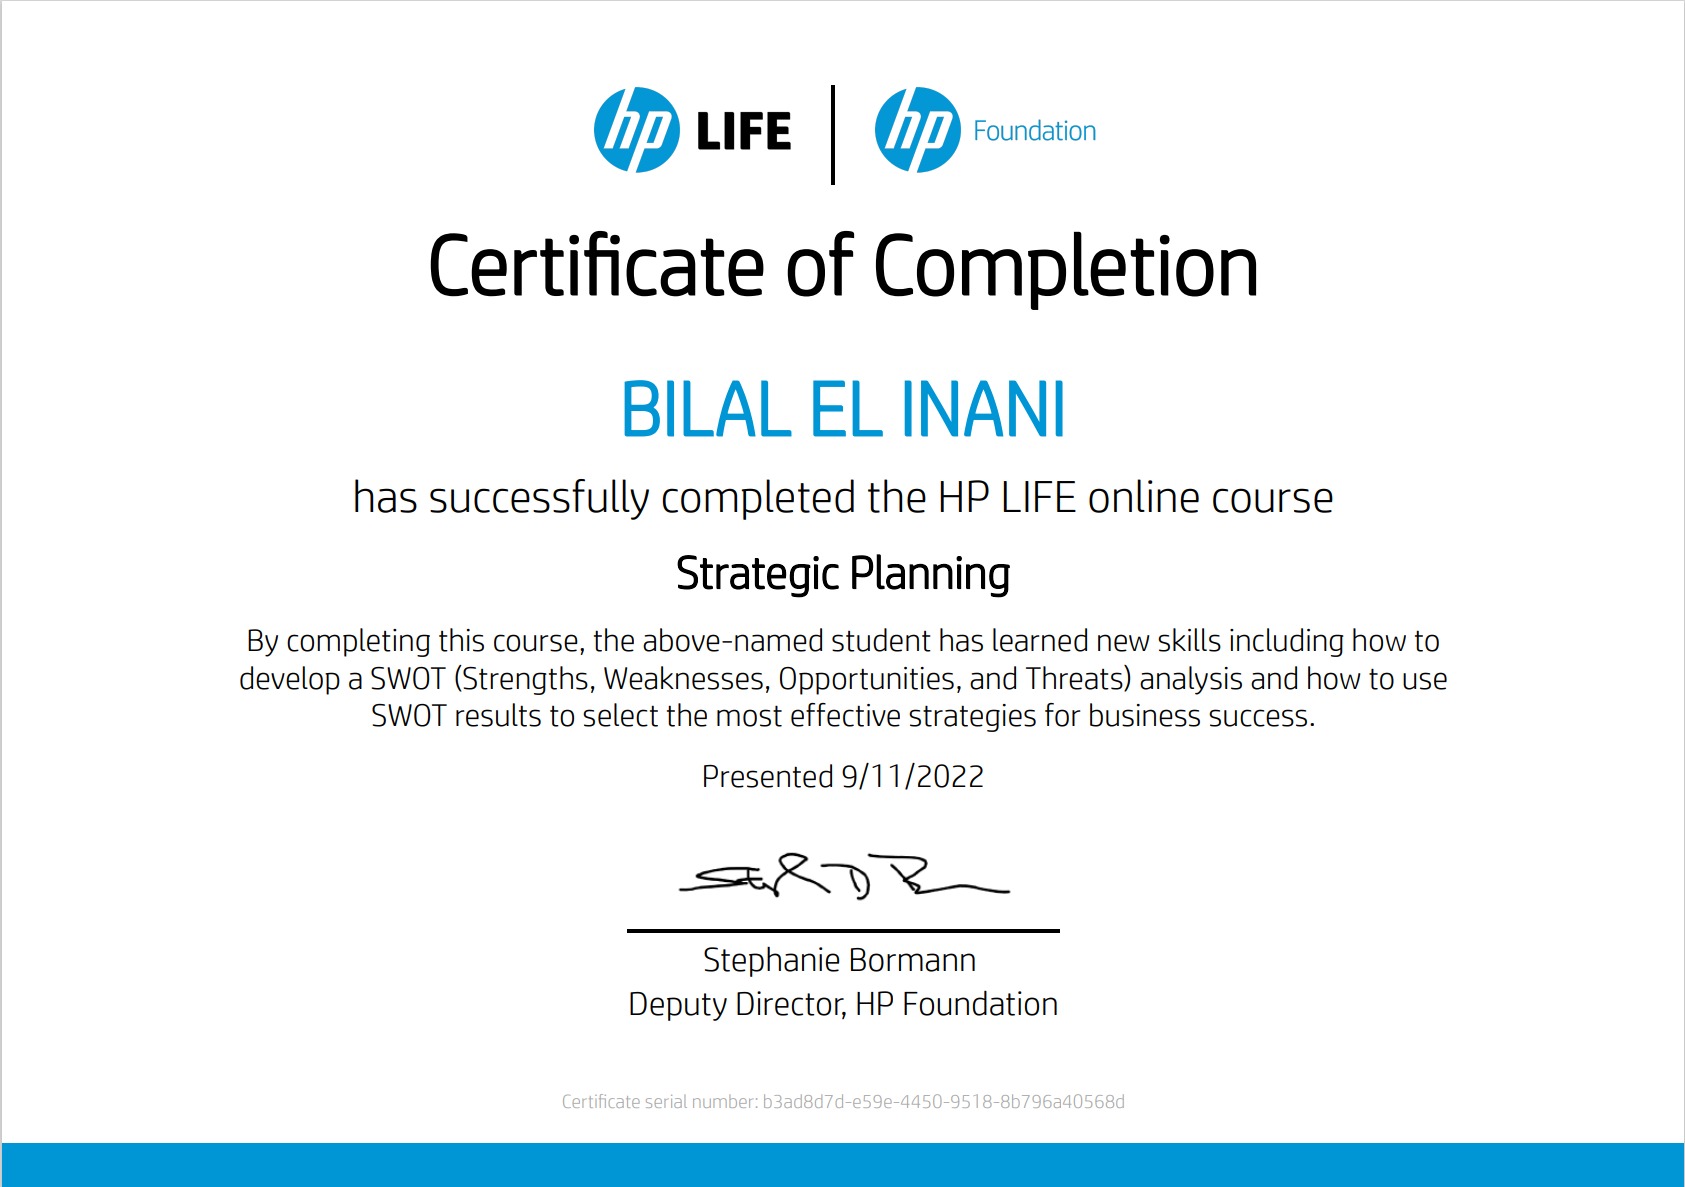 hp LIFE hp Foundation
Certificate of Completion
BILAL EL INANI
has successfully completed the HP LIFE online course
Strategic Planning
By completing this course, the above-named student has learned new skills including how to
develop a SWOT (Strengths, Weaknesses, Opportunities, and Threats) analysis and how to use
SWOT results to select the most effective strategies for business success.
Presented 9/11/2022
Stephanie Bormann
Deputy Director, HP Foundation
Certificate serial number: b3ad8d7d-e59e-4450-9518-8b796a40568d